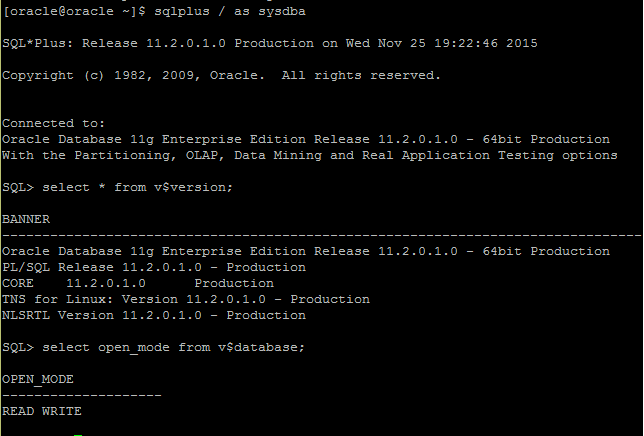 [oracle@oracle ~]$ sqlplus / as sysdba
SQL*Plus: Release 11.2.0.1.0 Production on Wed Nov 25 19:22:46 2015
Copyright (c) 1982, 2009, Oracle.  All rights reserved.
Connected to:
Oracle Database 11g Enterprise Edition Release 11.2.0.1.0 - 64bit Production
With the Partitioning, OLAP, Data Mining and Real Application Testing options
SQL> select * from v$version;
BANNER
--------------------------------------------------------------------------------
Oracle Database 11g Enterprise Edition Release 11.2.0.1.0 - 64bit Production
PL/SQL Release 11.2.0.1.0 - Production
CORE    11.2.0.1.0      Production
TNS for Linux: Version 11.2.0.1.0 - Production
NLSRTL Version 11.2.0.1.0 - Production
SQL> select open_mode from v$database;
OPEN_MODE
--------------------
READ WRITE